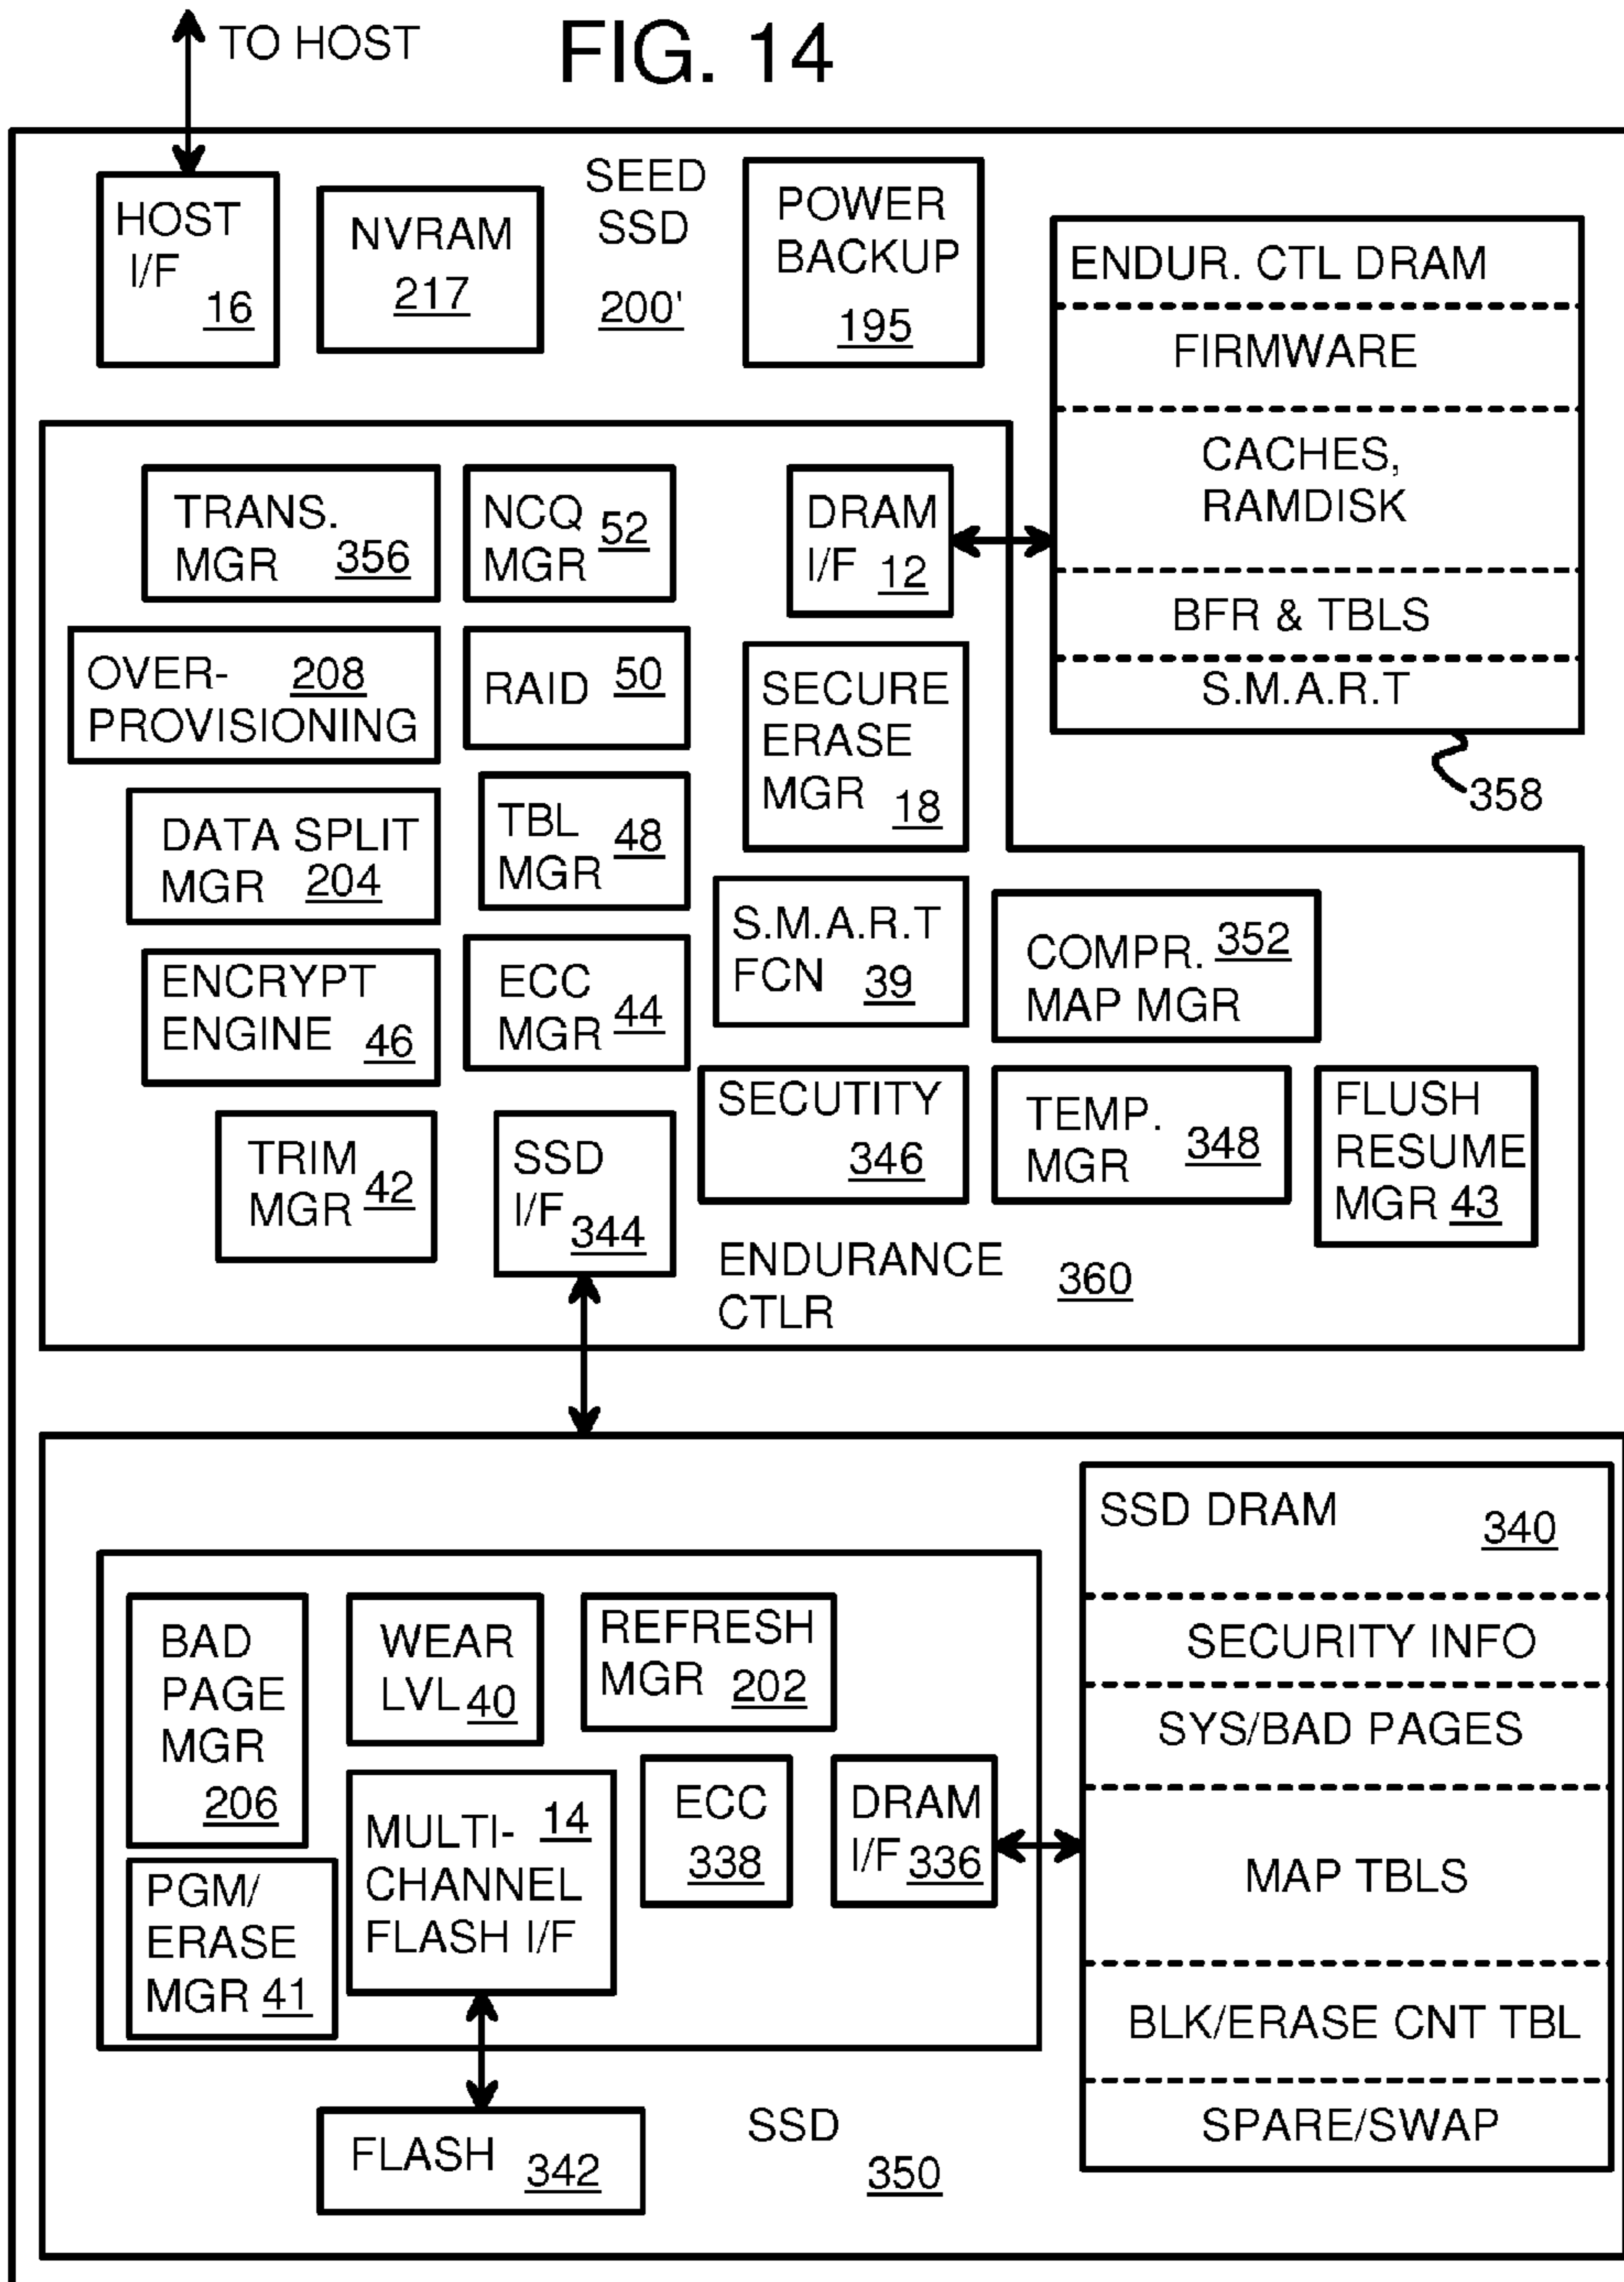 TO HOST
FIG. 14
HOST
I/F
16
NVRAM
217
SEED
SSD
200'
POWER
BACKUP
195
ENDUR. CTL DRAM
FIRMWARE
CACHES,
RAMDISK
BFR & TBLS
S.M.A.R.T
358
TRANS.
MGR 356
NCQ 52
MGR
DRAM
I/F 12
OVER- 208
PROVISIONING
RAID 50
SECURE
ERASE
MGR 18
DATA SPLIT
MGR 204
TBL 48
MGR
S.M.A.R.T
FCN 39
COMPR. 352
MAP MGR
ENCRYPT
ENGINE 46
ECC 44
MGR
SECUTITY
346
TEMP. 348
MGR
FLUSH
RESUME
MGR 43
TRIM 42
MGR
SSD
I/F 344
ENDURANCE 360
CTLR
SSD DRAM 340
SECURITY INFO
SYS/BAD PAGES
MAP TBLS
BLK/ERASE CNT TBL
SPARE/SWAP
BAD
PAGE
MGR
206
WEAR
LVL 40
REFRESH
MGR 202
MULTI- 14
CHANNEL
FLASH I/F
ECC
338
DRAM
I/F 336
PGM/
ERASE
MGR 41
FLASH 342
SSD
350